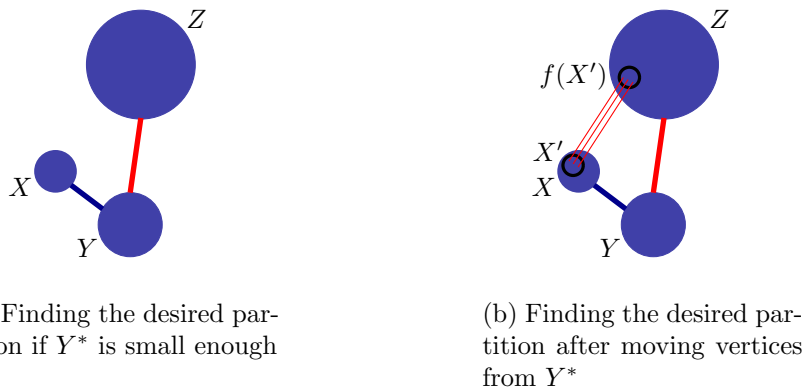 Z
X
Y
Finding the desired par-
on if Y* is small enough
Z
f(X′)
X′
X
Y
(b) Finding the desired par-
tition after moving vertices
from Y*